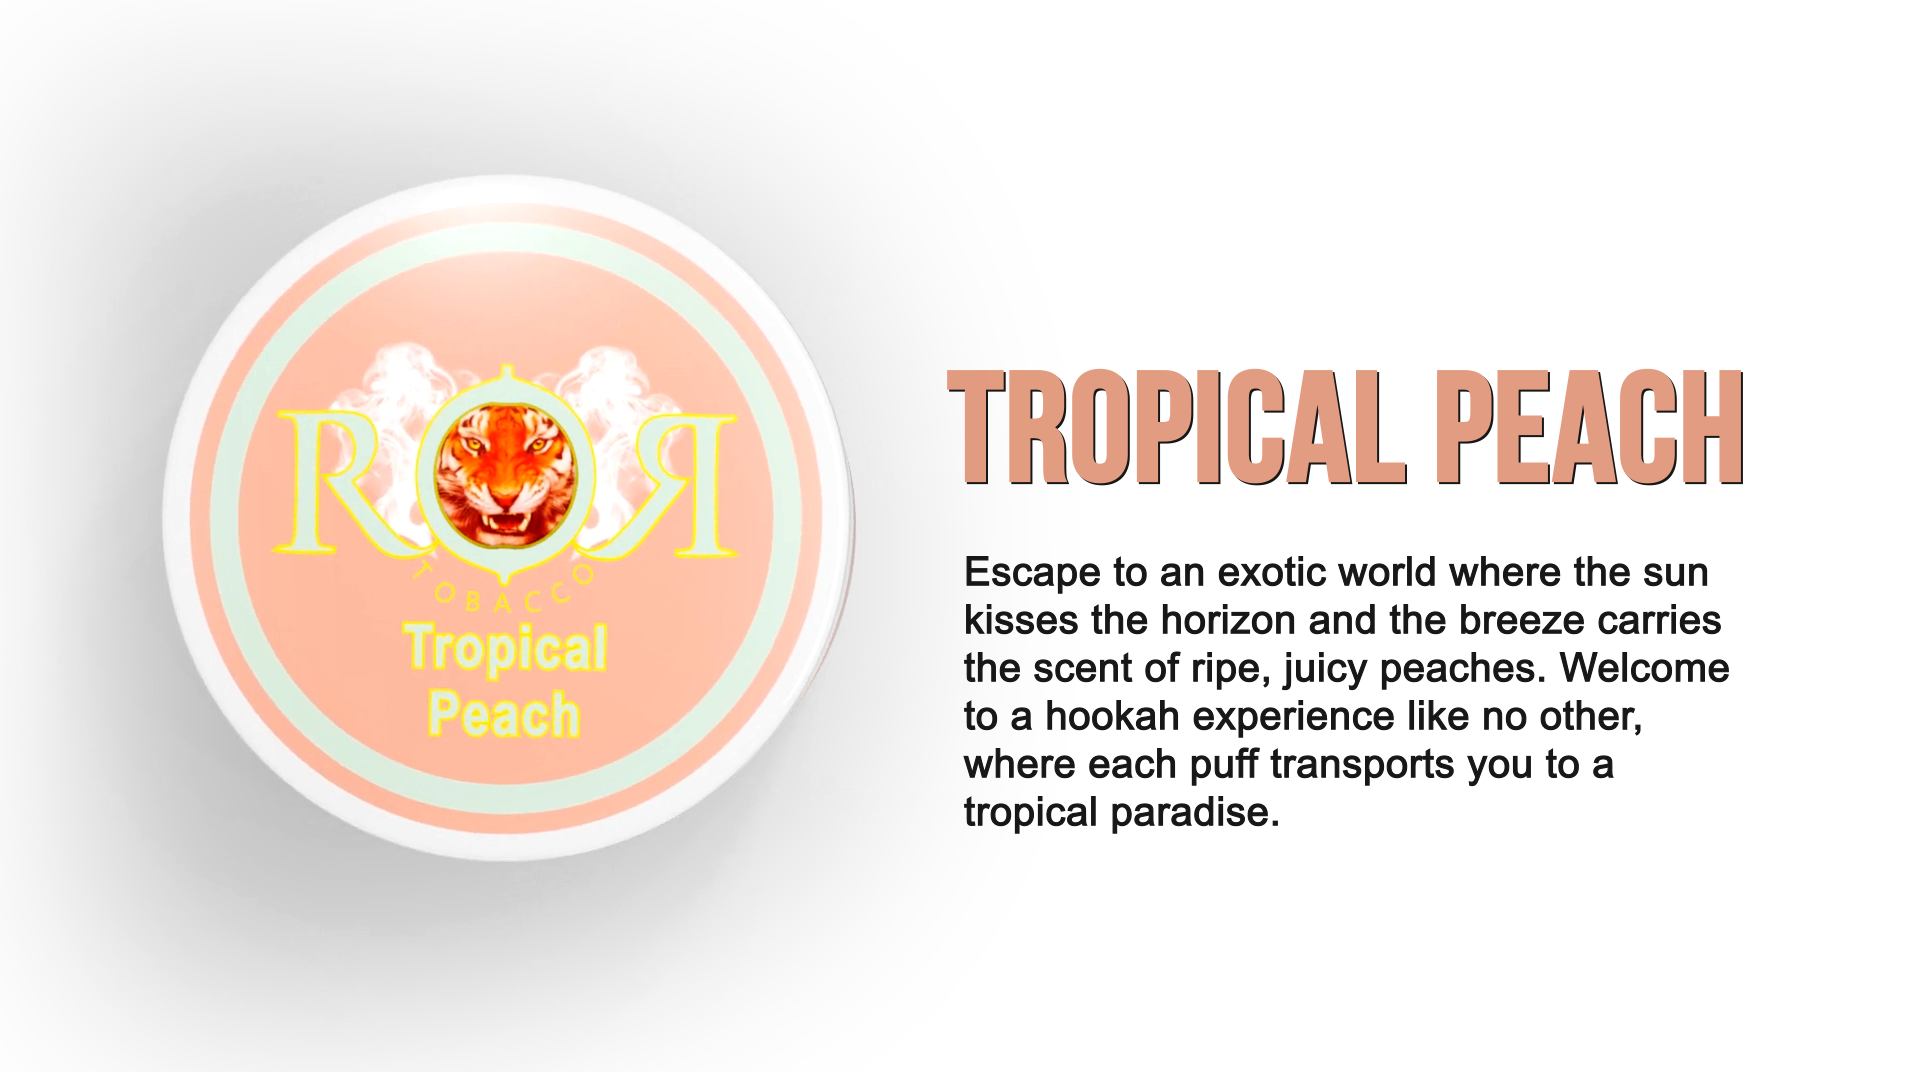 ROR
TOBACCO
Tropical
Peach
TROPICAL PEACH
Escape to an exotic world where the sun
kisses the horizon and the breeze carries
the scent of ripe, juicy peaches. Welcome
to a hookah experience like no other,
where each puff transports you to a
tropical paradise.